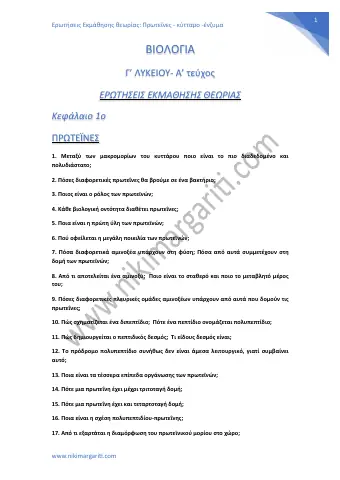 Ερωτήσεις Εκμάθησης Θεωρίας: Πρωτεΐνες - κύτταρο -ένζυμα
1
ΒΙΟΛΟΓΙΑ
Γ’ ΛΥΚΕΙΟΥ- Α’ τεύχος
ΕΡΩΤΗΣΕΙΣ ΕΚΜΑΘΗΣΗΣ ΘΕΩΡΙΑΣ
Κεφάλαιο 1ο
ΠΡΩΤΕΪΝΕΣ
1. Μεταξύ των μακρομορίων του κυττάρου ποιο είναι το πιο διαδεδομένο και
πολυδιάστατο;
2. Πόσες διαφορετικές πρωτεΐνες θα βρούμε σε ένα βακτήριο;
3. Ποιος είναι ο ρόλος των πρωτεϊνών;
4. Κάθε βιολογική οντότητα διαθέτει πρωτεΐνες;
5. Ποια είναι η πρώτη ύλη των πρωτεϊνών;
6. Πού οφείλεται η μεγάλη ποικιλία των πρωτεϊνών;
7. Πόσα διαφορετικά αμινοξέα υπάρχουν στη φύση; Πόσα από αυτά συμμετέχουν στη
δομή των πρωτεϊνών;
8. Από τι αποτελείται ένα αμινοξύ; Ποιο είναι το σταθερό και ποιο το μεταβλητό μέρος
του;
9. Πόσες διαφορετικές πλευρικές ομάδες αμινοξέων υπάρχουν από αυτά που δομούν τις
πρωτεΐνες;
10. Πώς σχηματίζεται ένα διπεπτίδιο; Πότε ένα πεπτίδιο ονομάζεται πολυπεπτίδιο;
11. Πώς δημιουργείται ο πεπτιδικός δεσμός; Τι είδους δεσμός είναι;
12. Το πρόδρομο πολυπεπτίδιο συνήθως δεν είναι άμεσα λειτουργικό, γιατί συμβαίνει
αυτό;
13. Ποια είναι τα τέσσερα επίπεδα οργάνωσης των πρωτεϊνών;
14. Πότε μια πρωτεΐνη έχει μέχρι τριτοταγή δομή;
15. Πότε μια πρωτεΐνη έχει και τεταρτοταγή δομή;
16. Ποια είναι η σχέση πολυπεπτιδίου-πρωτεΐνης;
17. Από τι εξαρτάται η διαμόρφωση του πρωτεϊνικού μορίου στο χώρο;
www.nikimargariti.com
www.nikimargariti.com